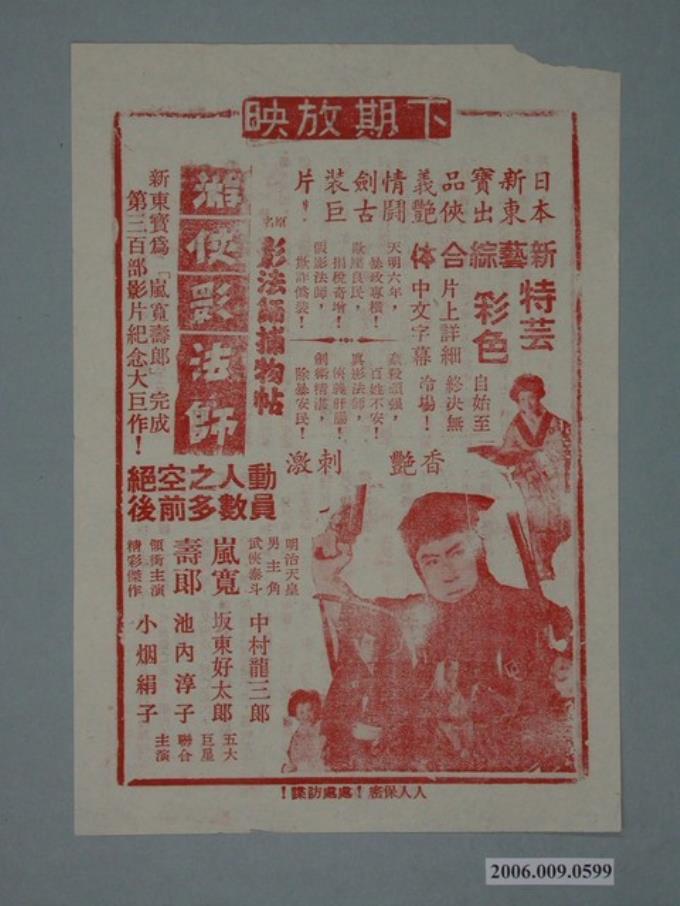 下期放映
日本新東寶出品俠義艷情鬪劍古裝巨片！
新藝綜合体
特芸彩色
片上詳細中文字幕
自始至終決無冷場！
天明六年，
暴政專橫！
欺壓良民，
捐稅奇增！
假影法師，
欺詐偽裝！
百姓不安！
真影法師，
俠義肝膽！
劍術精湛，
除暴安民！
香艷
刺激
原名
影法師捕物帖
游俠影法師
新東寶爲「嵐寬壽郎」完成
第三百部影片紀念大巨作！
動員人數之多空前絕後
明治天皇
男主角
武俠泰斗
嵐寬壽郎
領銜主演
精彩傑作
中村龍三郎
坂東好太郎
池內淳子
小畑絹子
五大巨星聯合主演
人人保密！處處防諜！
2006.009.0599